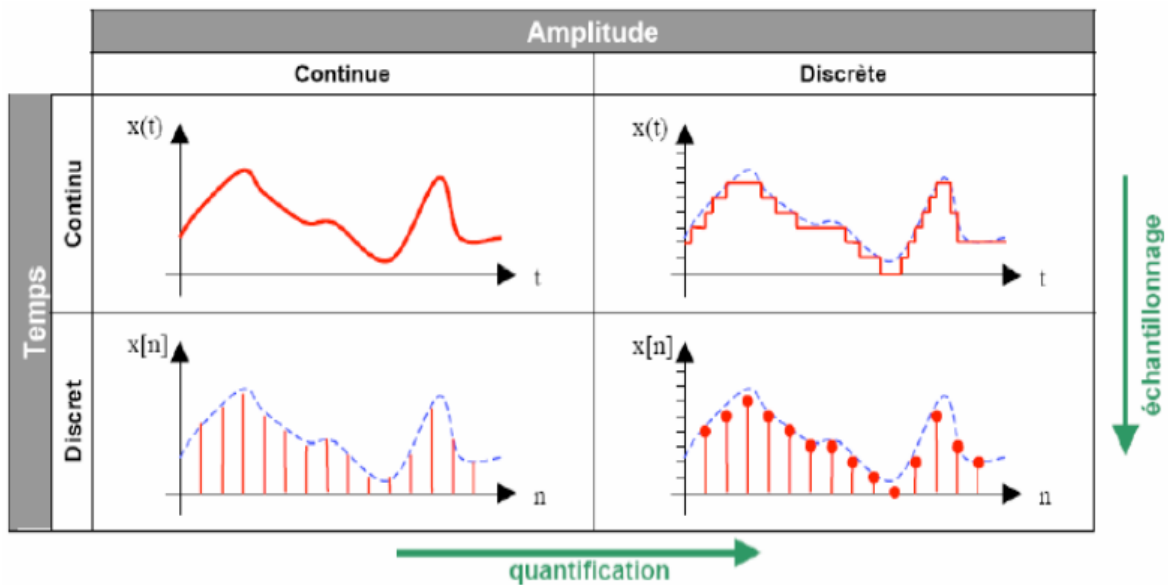 Amplitude
Continue
Discrète
Temps
Continu
x(t)
t
x(t)
t
échantillonnage
Discret
x[n]
n
x[n]
n
quantification